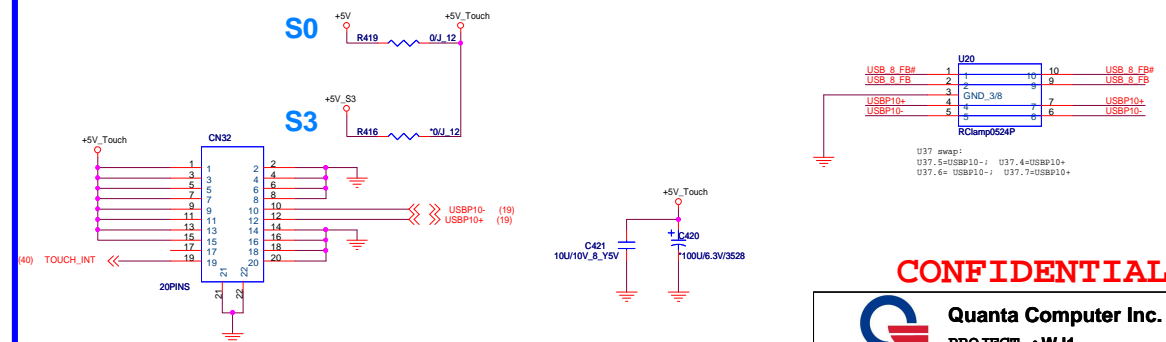 S0
+5V
+5V_Touch
R419
0/J_12
S3
+5V_S3
R416
*0/J_12
+5V_Touch
CN32
1 1 2 2
3 3 4 4
5 5 6 6
7 7 8 8
9 9 10 10
11 11 12 12
13 13 14 14
15 15 16 16
17 17 18 18
19 19 20 20
21 22
21 22
USBP10- (19)
USBP10+ (19)
(40) TOUCH_INT
20PINS
+5V_Touch
C421
10U/10V_8_Y5V
+ C420
*100U/6.3V/3528
U20
USB_8_FB# 1 1 10 10 USB_8_FB#
USB_8_FB 2 2 9 9 USB_8_FB
3 GND_3/8
USBP10+ 4 4 7 7 USBP10+
USBP10- 5 5 6 6 USBP10-
RClamp0524P
U37 swap:
U37.5=USBP10-; U37.4=USBP10+
U37.6= USBP10-; U37.7=USBP10+
CONFIDENTIAL
Quanta Computer Inc.
PROJECT : WJ1